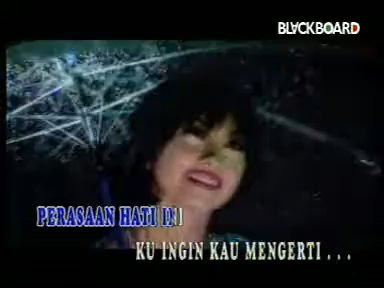 BLACKBOARD
PERASAAN HATI INI
KU INGIN KAU MENGERTI . . .